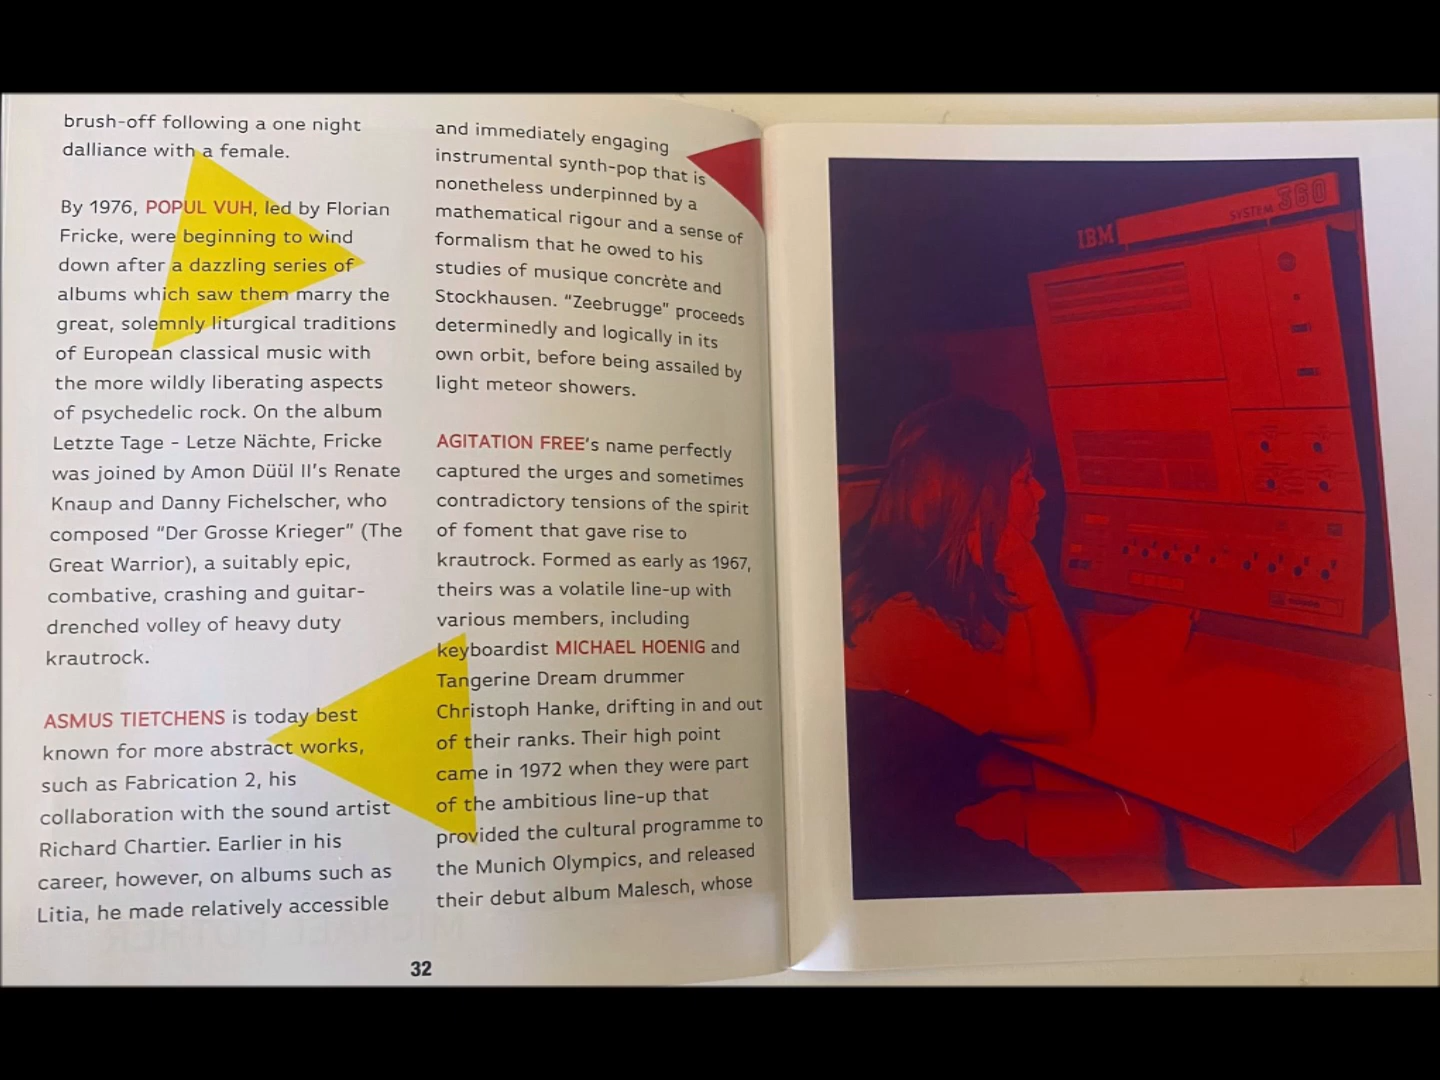 brush-off following a one night
dalliance with a female.
By 1976, POPUL VUH, led by Florian
Fricke, were beginning to wind
down after a dazzling series of
albums which saw them marry the
great, solemnly liturgical traditions
of European classical music with
the more wildly liberating aspects
of psychedelic rock. On the album
Letzte Tage - Letze Nächte, Fricke
was joined by Amon Düül II's Renate
Knaup and Danny Fichelscher, who
composed “Der Grosse Krieger” (The
Great Warrior), a suitably epic,
combative, crashing and guitar-
drenched volley of heavy duty
krautrock.
ASMUS TIETCHENS is today best
known for more abstract works,
such as Fabrication 2, his
collaboration with the sound artist
Richard Chartier. Earlier in his
career, however, on albums such as
Litia, he made relatively accessible
and immediately engaging
instrumental synth-pop that is
nonetheless underpinned by a
mathematical rigour and a sense of
formalism that he owed to his
studies of musique concrète and
Stockhausen. “Zeebrugge” proceeds
determinedly and logically in its
own orbit, before being assailed by
light meteor showers.
AGITATION FREE's name perfectly
captured the urges and sometimes
contradictory tensions of the spirit
of foment that gave rise to
krautrock. Formed as early as 1967,
theirs was a volatile line-up with
various members, including
keyboardist MICHAEL HOENIG and
Tangerine Dream drummer
Christoph Hanke, drifting in and out
of their ranks. Their high point
came in 1972 when they were part
of the ambitious line-up that
provided the cultural programme to
the Munich Olympics, and released
their debut album Malesch, whose
32
IBM SYSTEM 360